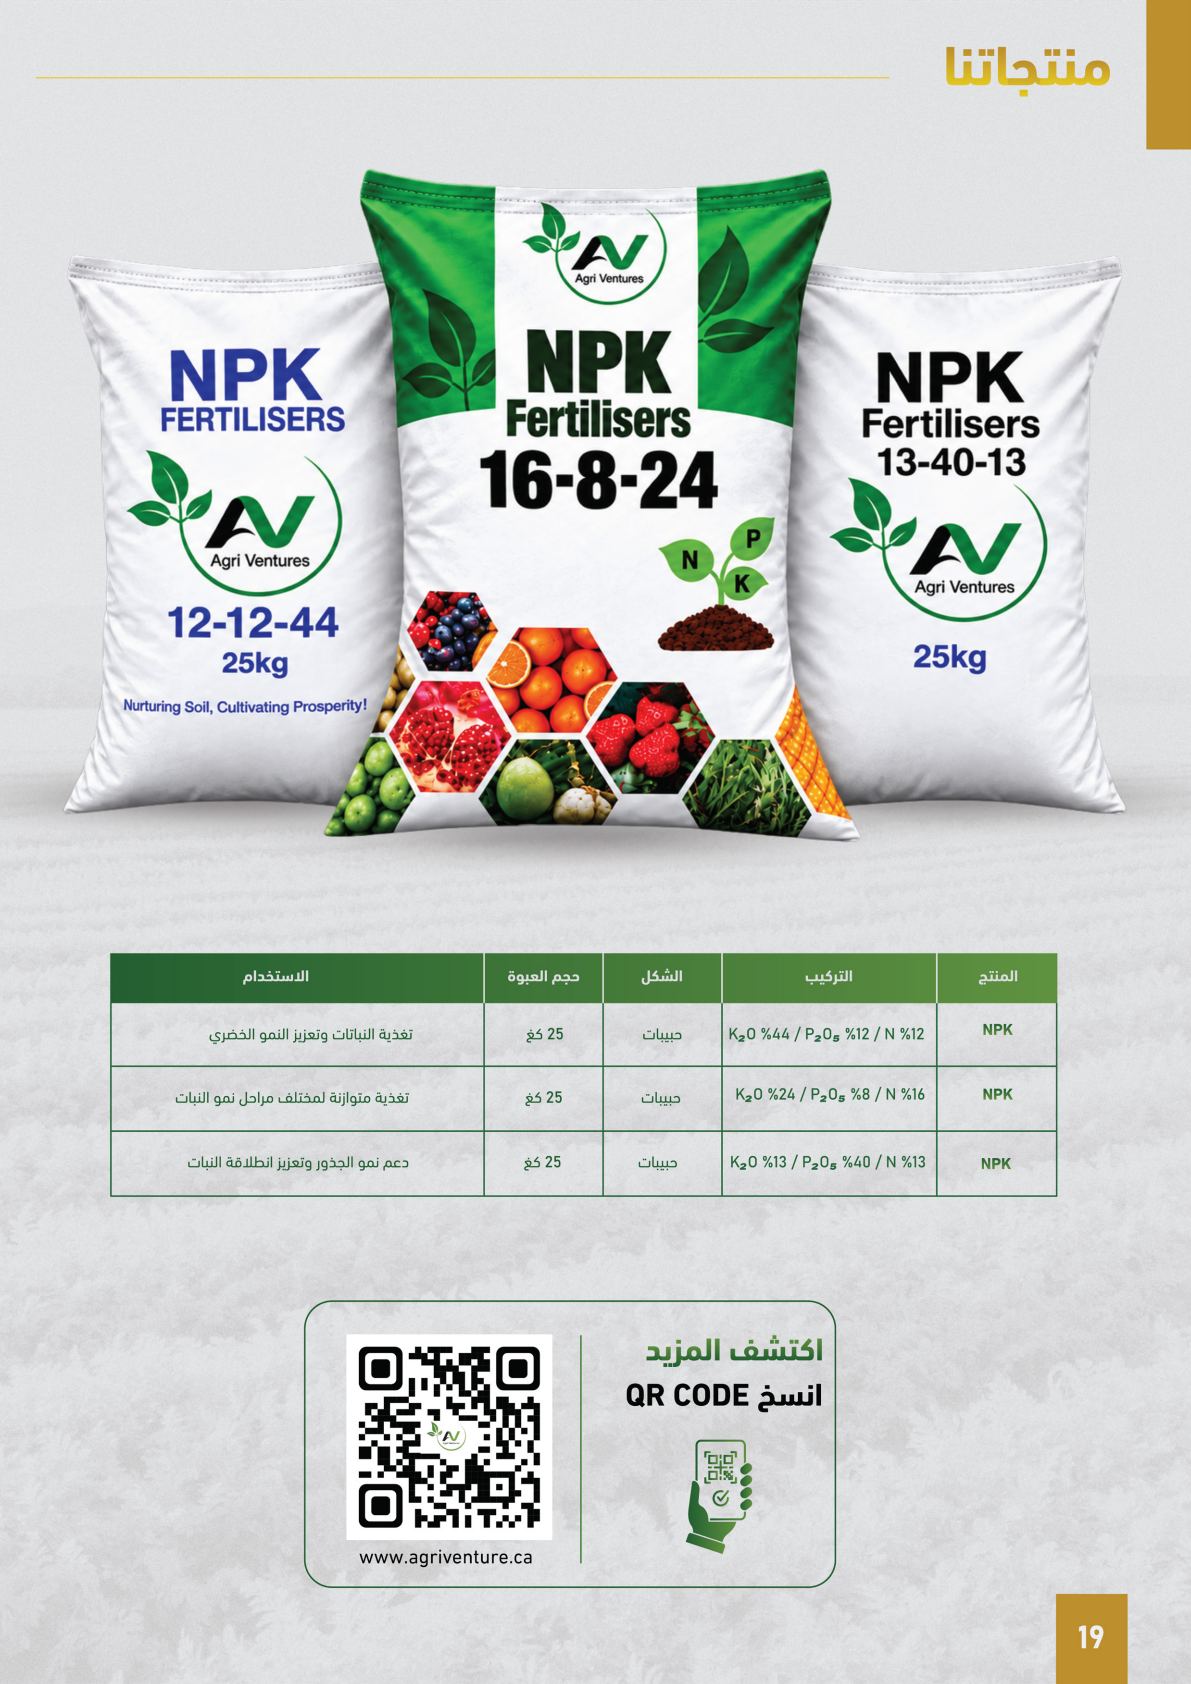 منتجاتنا
Agri Ventures
NPK
Fertilisers
16-8-24
N
P
K
NPK
FERTILISERS
Agri Ventures
12-12-44
25kg
Nurturing Soil, Cultivating Prosperity!
NPK
Fertilisers
13-40-13
Agri Ventures
25kg
المنتج التركيب الشكل حجم العبوة الاستخدام
NPK K₂O %44 / P₂O₅ %12 / N %12 حبيبات 25 كغ تغذية النباتات وتعزيز النمو الخضري
NPK K₂O %24 / P₂O₅ %8 / N %16 حبيبات 25 كغ تغذية متوازنة لمختلف مراحل نمو النبات
NPK K₂O %13 / P₂O₅ %40 / N %13 حبيبات 25 كغ دعم نمو الجذور وتعزيز انطلاقة النبات
اكتشف المزيد
انسخ QR CODE
www.agriventure.ca
19